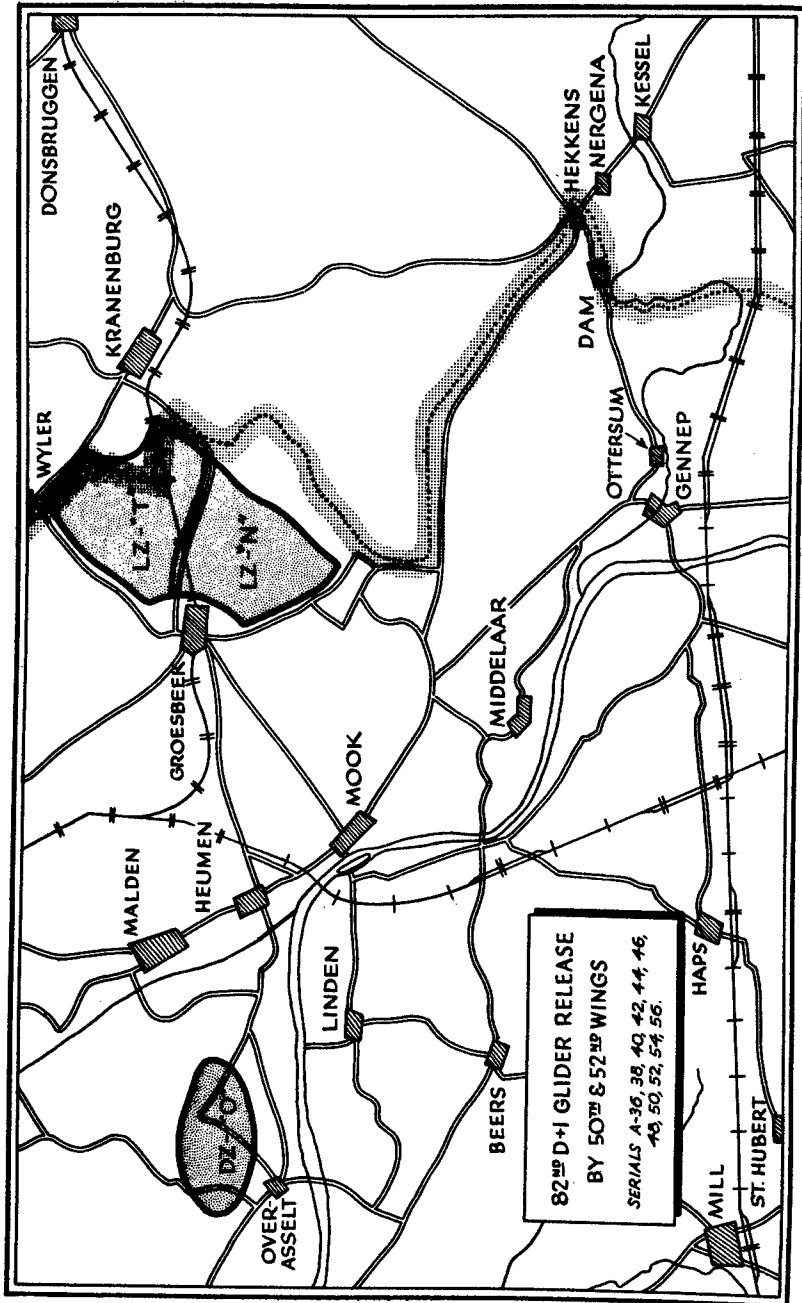 DONSBRUGGEN
WYLER
KRANENBURG
MALDEN
LZ-"T"
GROESBEEK
HEUMEN
DZ-"O"
LZ-"N"
OVER-
ASSELT
LINDEN
MOOK
BEERS
MIDDELAAR
HEKKENS
DAM
NERGENA
OTTERSUM
KESSEL
GENNEP
82ND D+1 GLIDER RELEASE
BY 50TH & 52ND WINGS
SERIALS A-36, 38, 40, 42, 44, 46,
48, 50, 52, 54, 56.
HAPS
MILL
ST. HUBERT